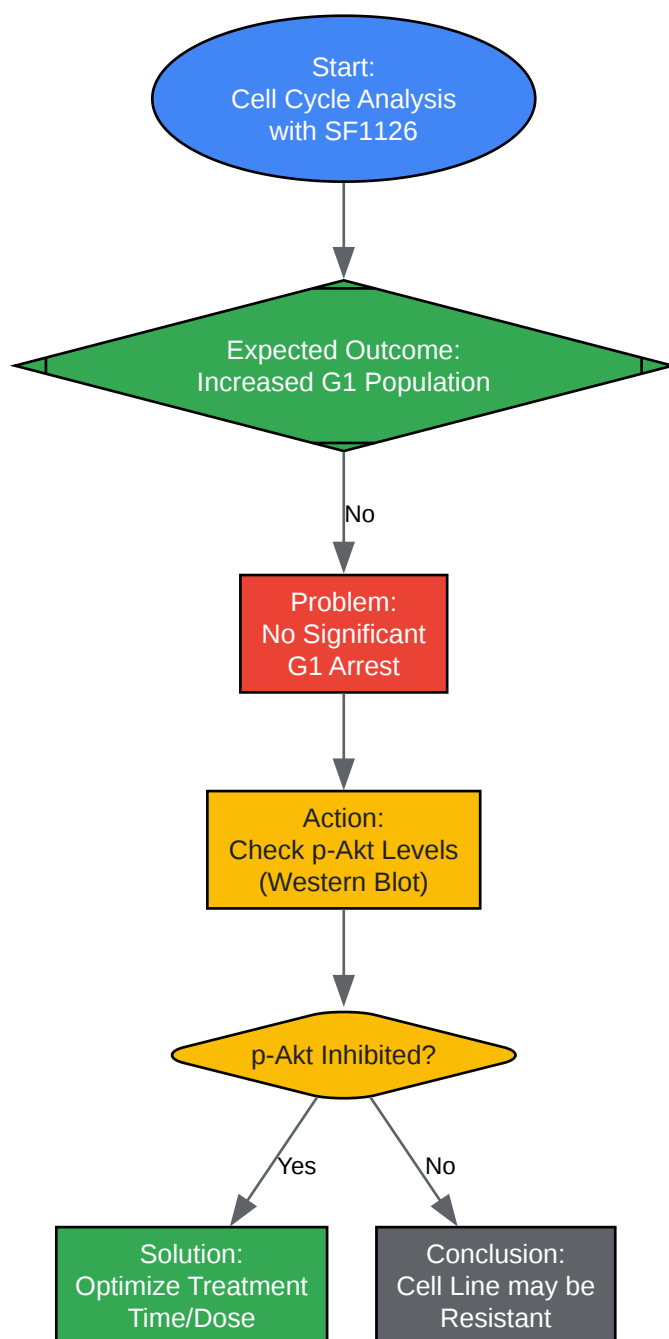 Start:
Cell Cycle Analysis
with SF1126
Expected Outcome:
Increased G1 Population
No
Problem:
No Significant
G1 Arrest
Action:
Check p-Akt Levels
(Western Blot)
p-Akt Inhibited?
Yes
No
Solution:
Optimize Treatment
Time/Dose
Conclusion:
Cell Line may be
Resistant